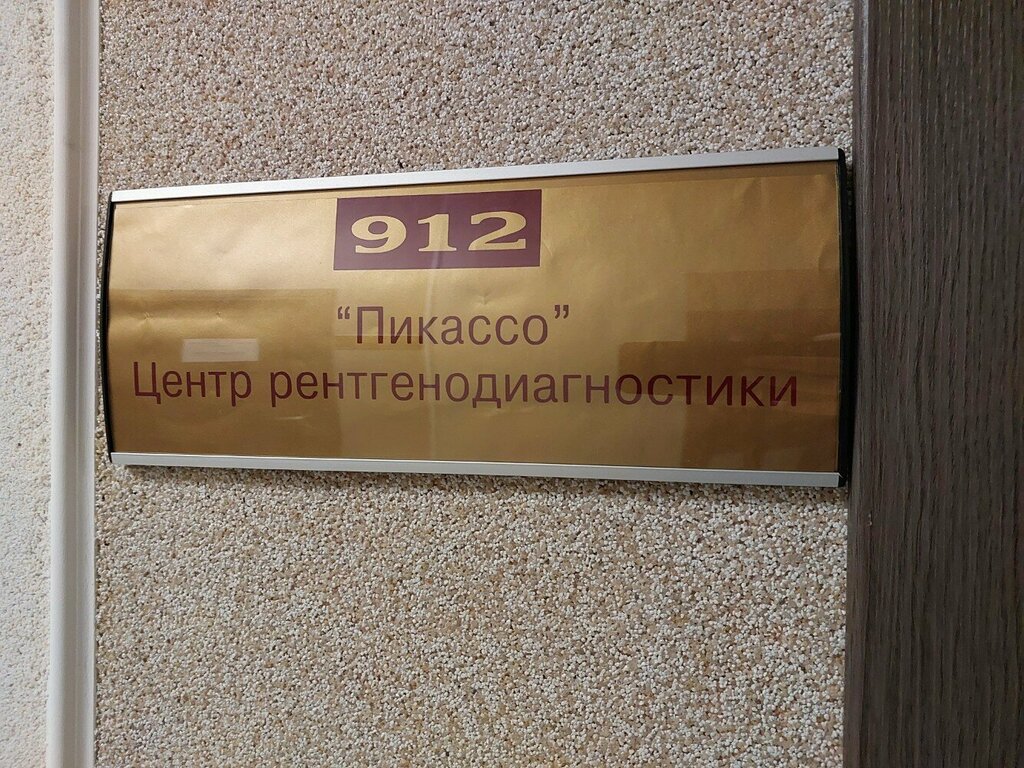 912
“Пикассо”
Центр рентгенодиагностики